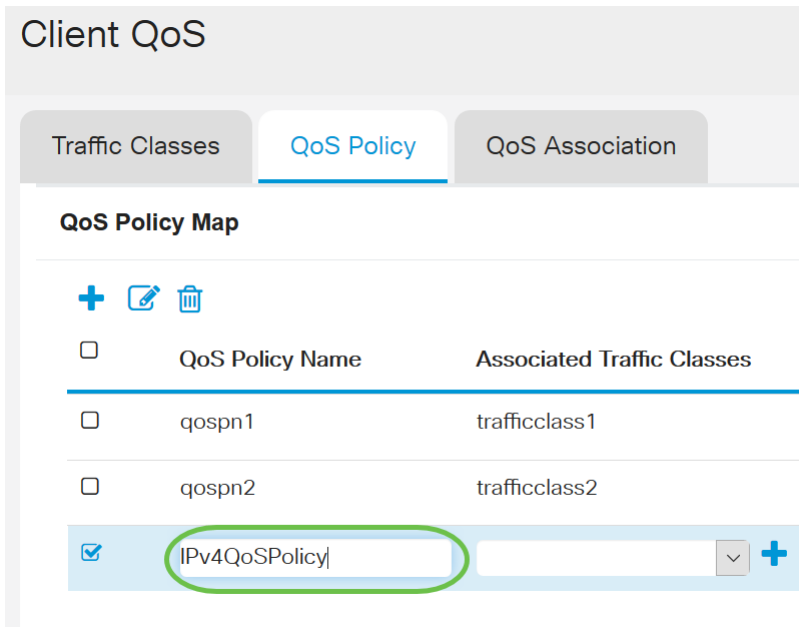 Client QoS
Traffic Classes QoS Policy QoS Association
QoS Policy Map
QoS Policy Name Associated Traffic Classes
qospn1 trafficclass1
qospn2 trafficclass2
IPv4QoSPolicy